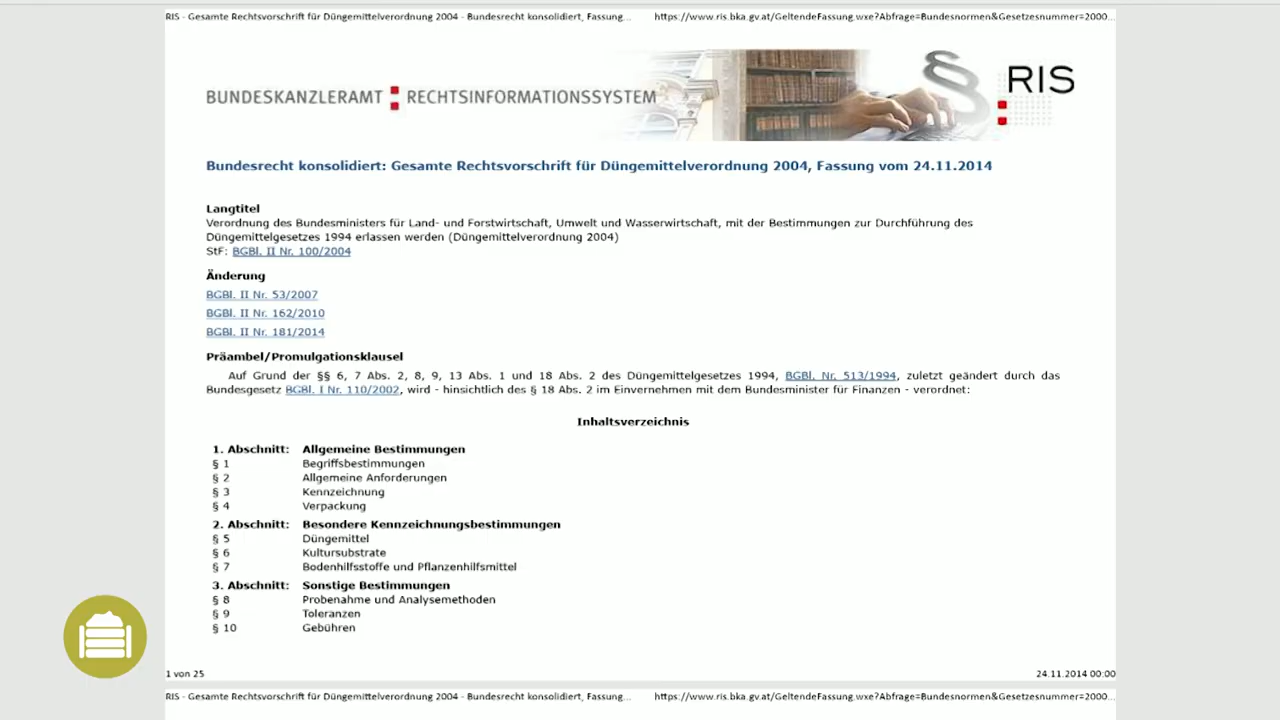 RIS - Gesamte Rechtsvorschrift für Düngemittelverordnung 2004 - Bundesrecht konsolidiert, Fassung... https://www.ris.bka.gv.at/GeltendeFassung.wxe?Abfrage=Bundesnormen&Gesetzesnummer=2000...
BUNDESKANZLERAMT RECHTSINFORMATIONSSYSTEM
§ RIS
Bundesrecht konsolidiert: Gesamte Rechtsvorschrift für Düngemittelverordnung 2004, Fassung vom 24.11.2014
Langtitel
Verordnung des Bundesministers für Land- und Forstwirtschaft, Umwelt und Wasserwirtschaft, mit der Bestimmungen zur Durchführung des
Düngemittelgesetzes 1994 erlassen werden (Düngemittelverordnung 2004)
StF: BGBl. II Nr. 100/2004
Änderung
BGBl. II Nr. 53/2007
BGBl. II Nr. 162/2010
BGBl. II Nr. 181/2014
Präambel/Promulgationsklausel
Auf Grund der §§ 6, 7 Abs. 2, 8, 9, 13 Abs. 1 und 18 Abs. 2 des Düngemittelgesetzes 1994, BGBl. Nr. 513/1994, zuletzt geändert durch das
Bundesgesetz BGBl. I Nr. 110/2002, wird - hinsichtlich des § 18 Abs. 2 im Einvernehmen mit dem Bundesminister für Finanzen - verordnet:
Inhaltsverzeichnis
1. Abschnitt: Allgemeine Bestimmungen
§ 1 Begriffsbestimmungen
§ 2 Allgemeine Anforderungen
§ 3 Kennzeichnung
§ 4 Verpackung
2. Abschnitt: Besondere Kennzeichnungsbestimmungen
§ 5 Düngemittel
§ 6 Kultursubstrate
§ 7 Bodenhilfsstoffe und Pflanzenhilfsmittel
3. Abschnitt: Sonstige Bestimmungen
§ 8 Probenahme und Analysemethoden
§ 9 Toleranzen
§ 10 Gebühren
1 von 25 24.11.2014 00:00
RIS - Gesamte Rechtsvorschrift für Düngemittelverordnung 2004 - Bundesrecht konsolidiert, Fassung... https://www.ris.bka.gv.at/GeltendeFassung.wxe?Abfrage=Bundesnormen&Gesetzesnummer=2000...